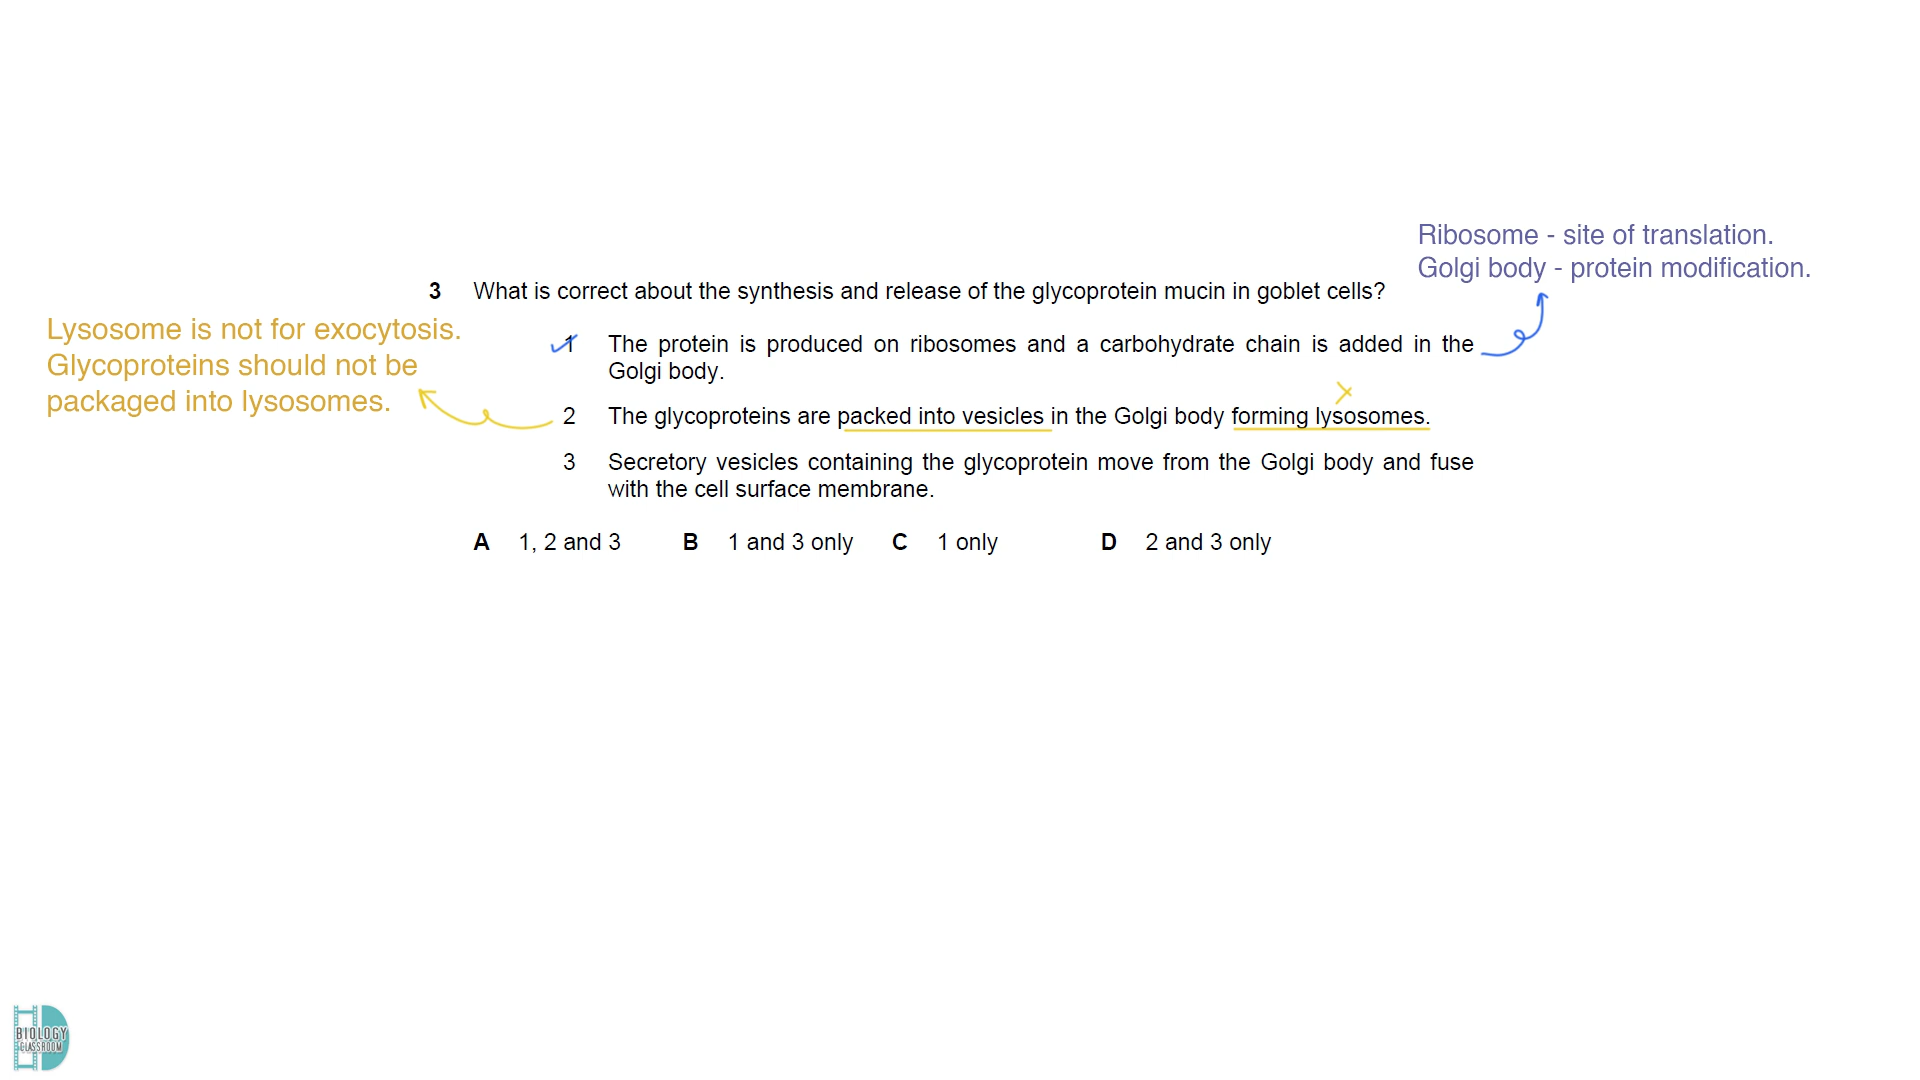 Ribosome - site of translation.
Golgi body - protein modification.
3 What is correct about the synthesis and release of the glycoprotein mucin in goblet cells?
Lysosome is not for exocytosis.
Glycoproteins should not be
packaged into lysosomes.
1 The protein is produced on ribosomes and a carbohydrate chain is added in the
Golgi body.
2 The glycoproteins are packed into vesicles in the Golgi body forming lysosomes.
3 Secretory vesicles containing the glycoprotein move from the Golgi body and fuse
with the cell surface membrane.
A 1, 2 and 3 B 1 and 3 only C 1 only D 2 and 3 only
BIOLOGY
CLASSROOM